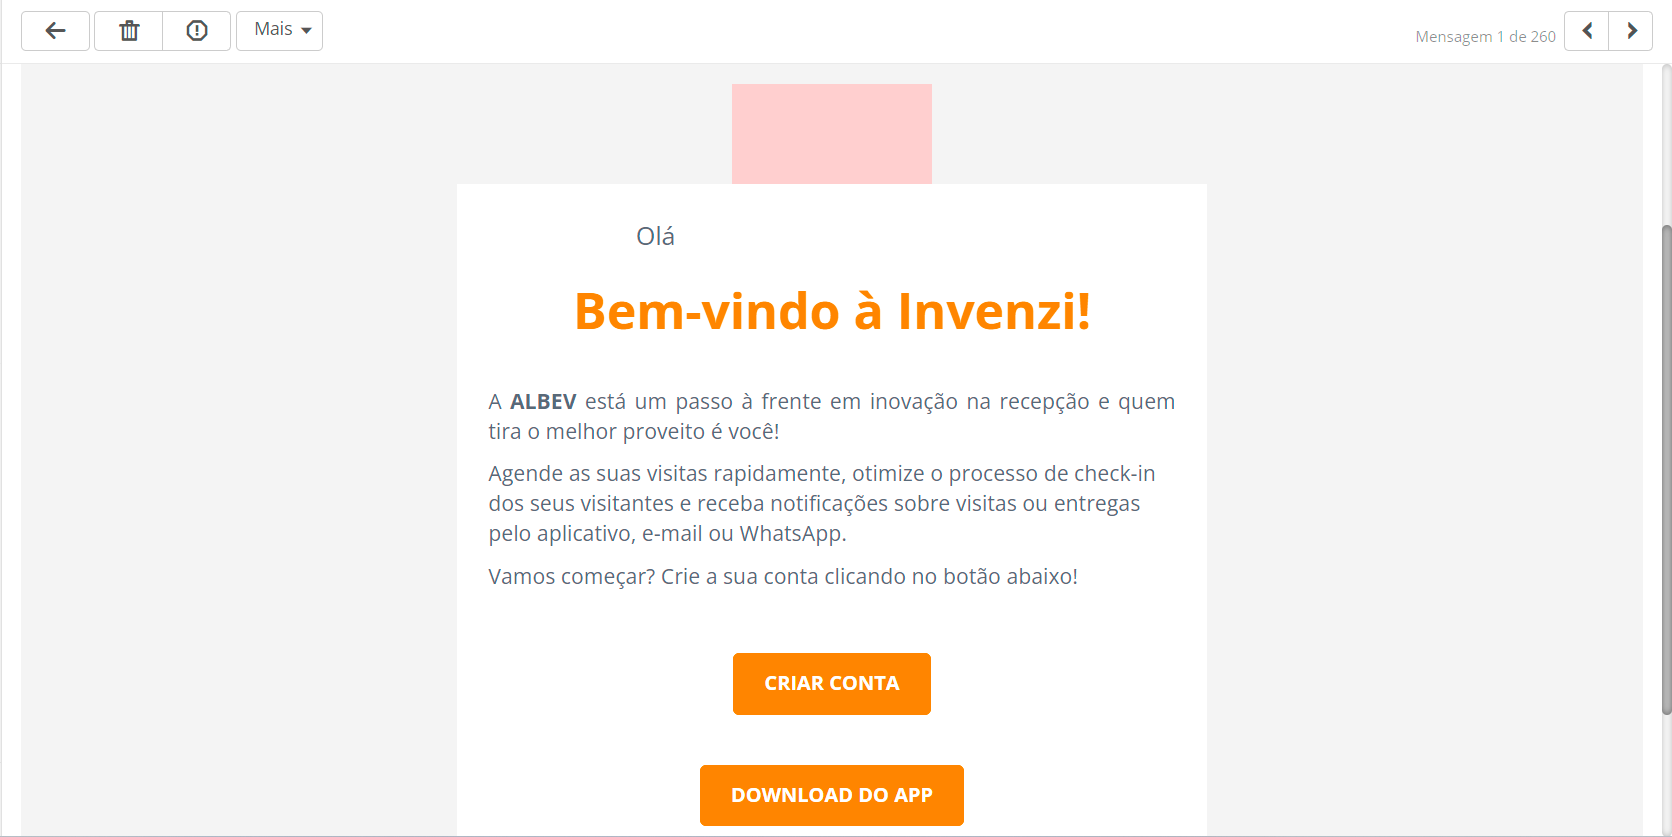 Mais
Mensagem 1 de 260
Olá
Bem-vindo à Invenzi!
A ALBEV está um passo à frente em inovação na recepção e quem
tira o melhor proveito é você!
Agende as suas visitas rapidamente, otimize o processo de check-in
dos seus visitantes e receba notificações sobre visitas ou entregas
pelo aplicativo, e-mail ou WhatsApp.
Vamos começar? Crie a sua conta clicando no botão abaixo!
CRIAR CONTA
DOWNLOAD DO APP